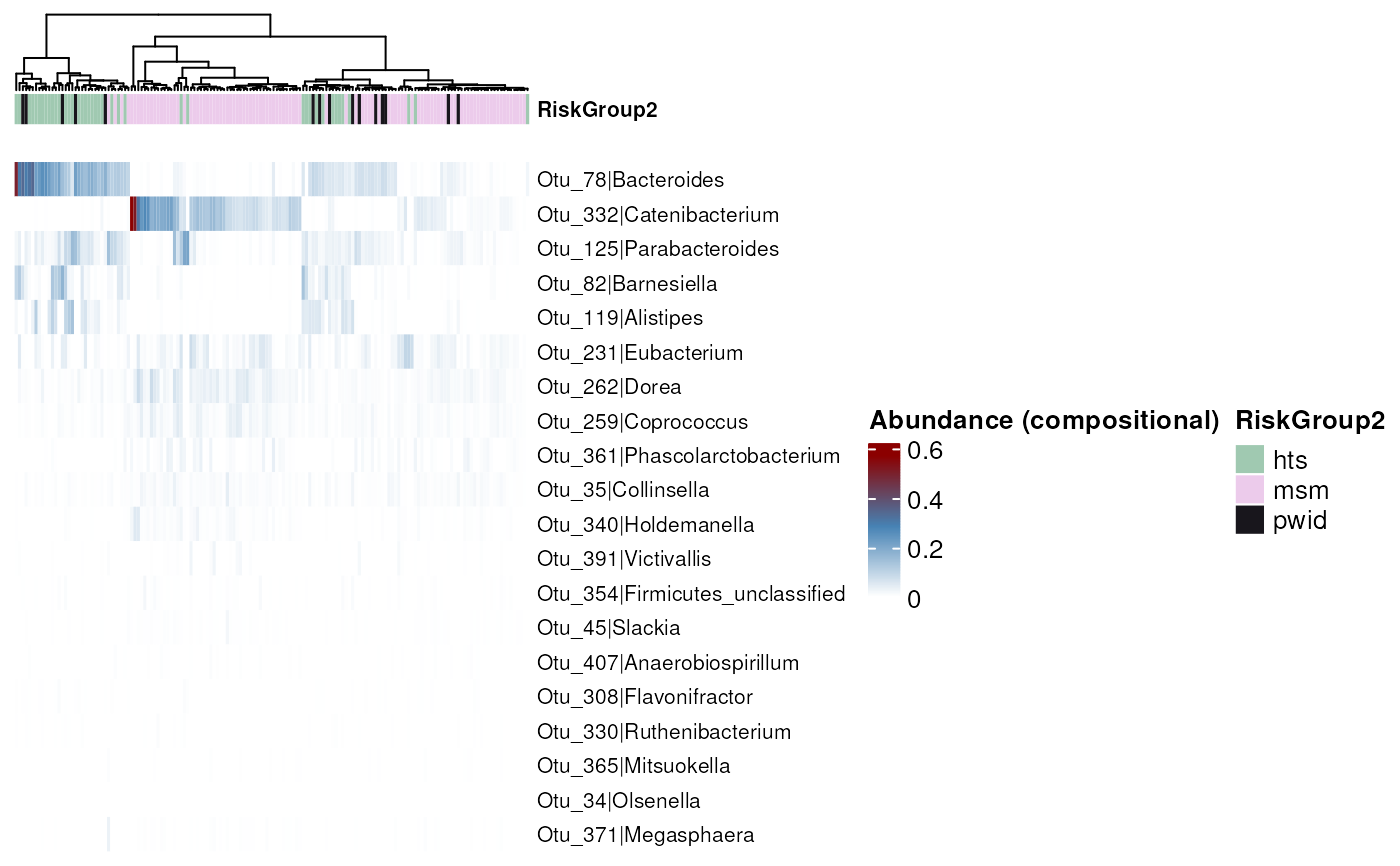 RiskGroup2
Otu_78|Bacteroides
Otu_332|Catenibacterium
Otu_125|Parabacteroides
Otu_82|Barnesiella
Otu_119|Alistipes
Otu_231|Eubacterium
Otu_262|Dorea
Otu_259|Coprococcus
Otu_361|Phascolarctobacterium
Otu_35|Collinsella
Otu_340|Holdemanella
Otu_391|Victivallis
Otu_354|Firmicutes_unclassified
Otu_45|Slackia
Otu_407|Anaerobiospirillum
Otu_308|Flavonifractor
Otu_330|Ruthenibacterium
Otu_365|Mitsuokella
Otu_34|Olsenella
Otu_371|Megasphaera
Abundance (compositional)
0.6
0.4
0.2
0
RiskGroup2
hts
msm
pwid